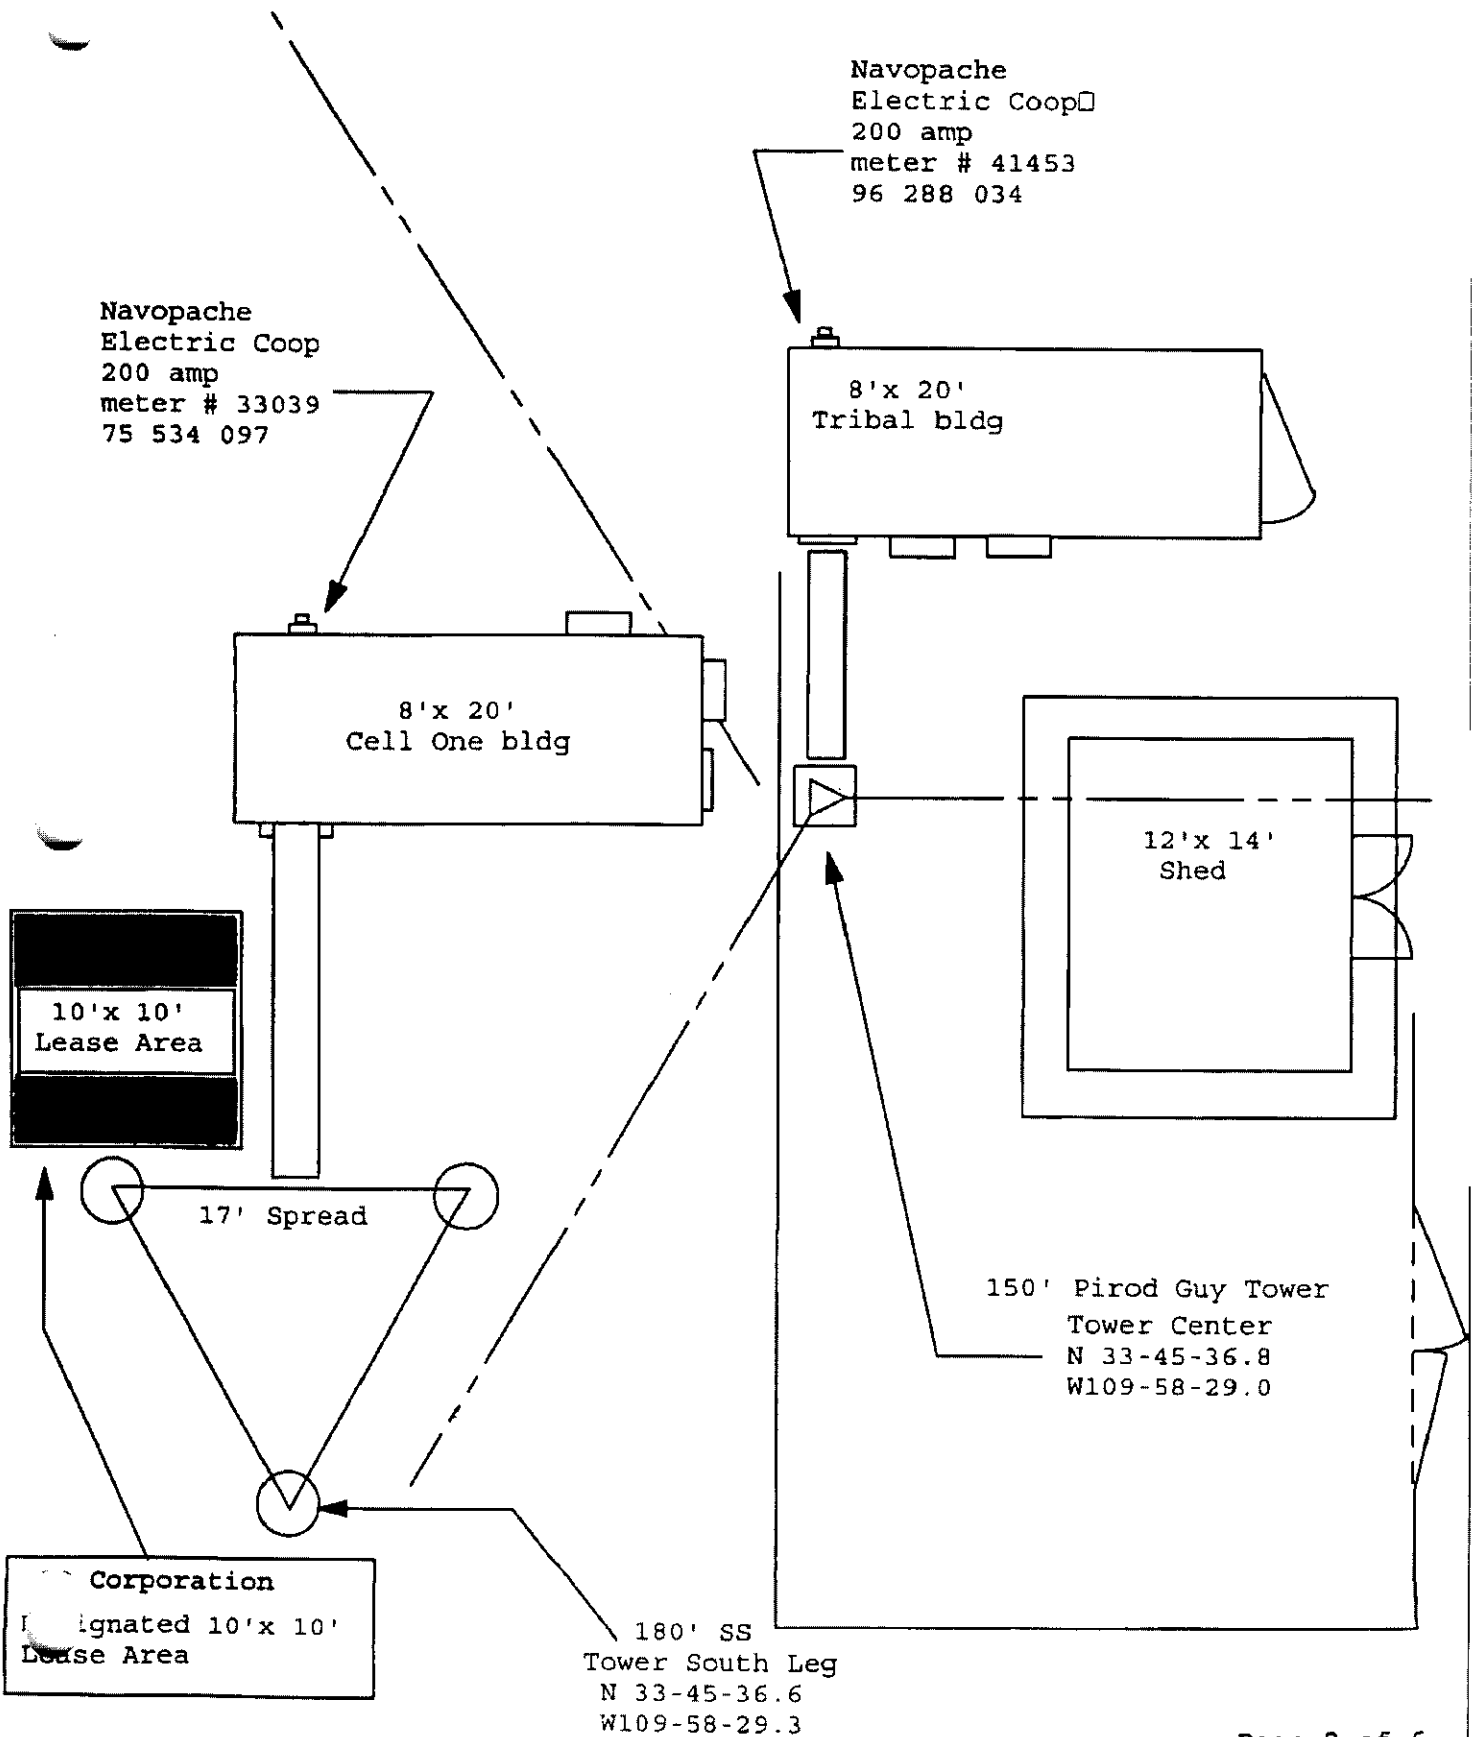 Navopache
Electric Coop
200 amp
meter # 41453
96 288 034
Navopache
Electric Coop
200 amp
meter # 33039
75 534 097
8'x 20'
Tribal bldg
8'x 20'
Cell One bldg
12'x 14'
Shed
10'x 10'
Lease Area
17' Spread
150' Pirod Guy Tower
Tower Center
N 33-45-36.8
W109-58-29.0
Corporation
10'x 10'
Lease Area
180' SS
Tower South Leg
N 33-45-36.6
W109-58-29.3